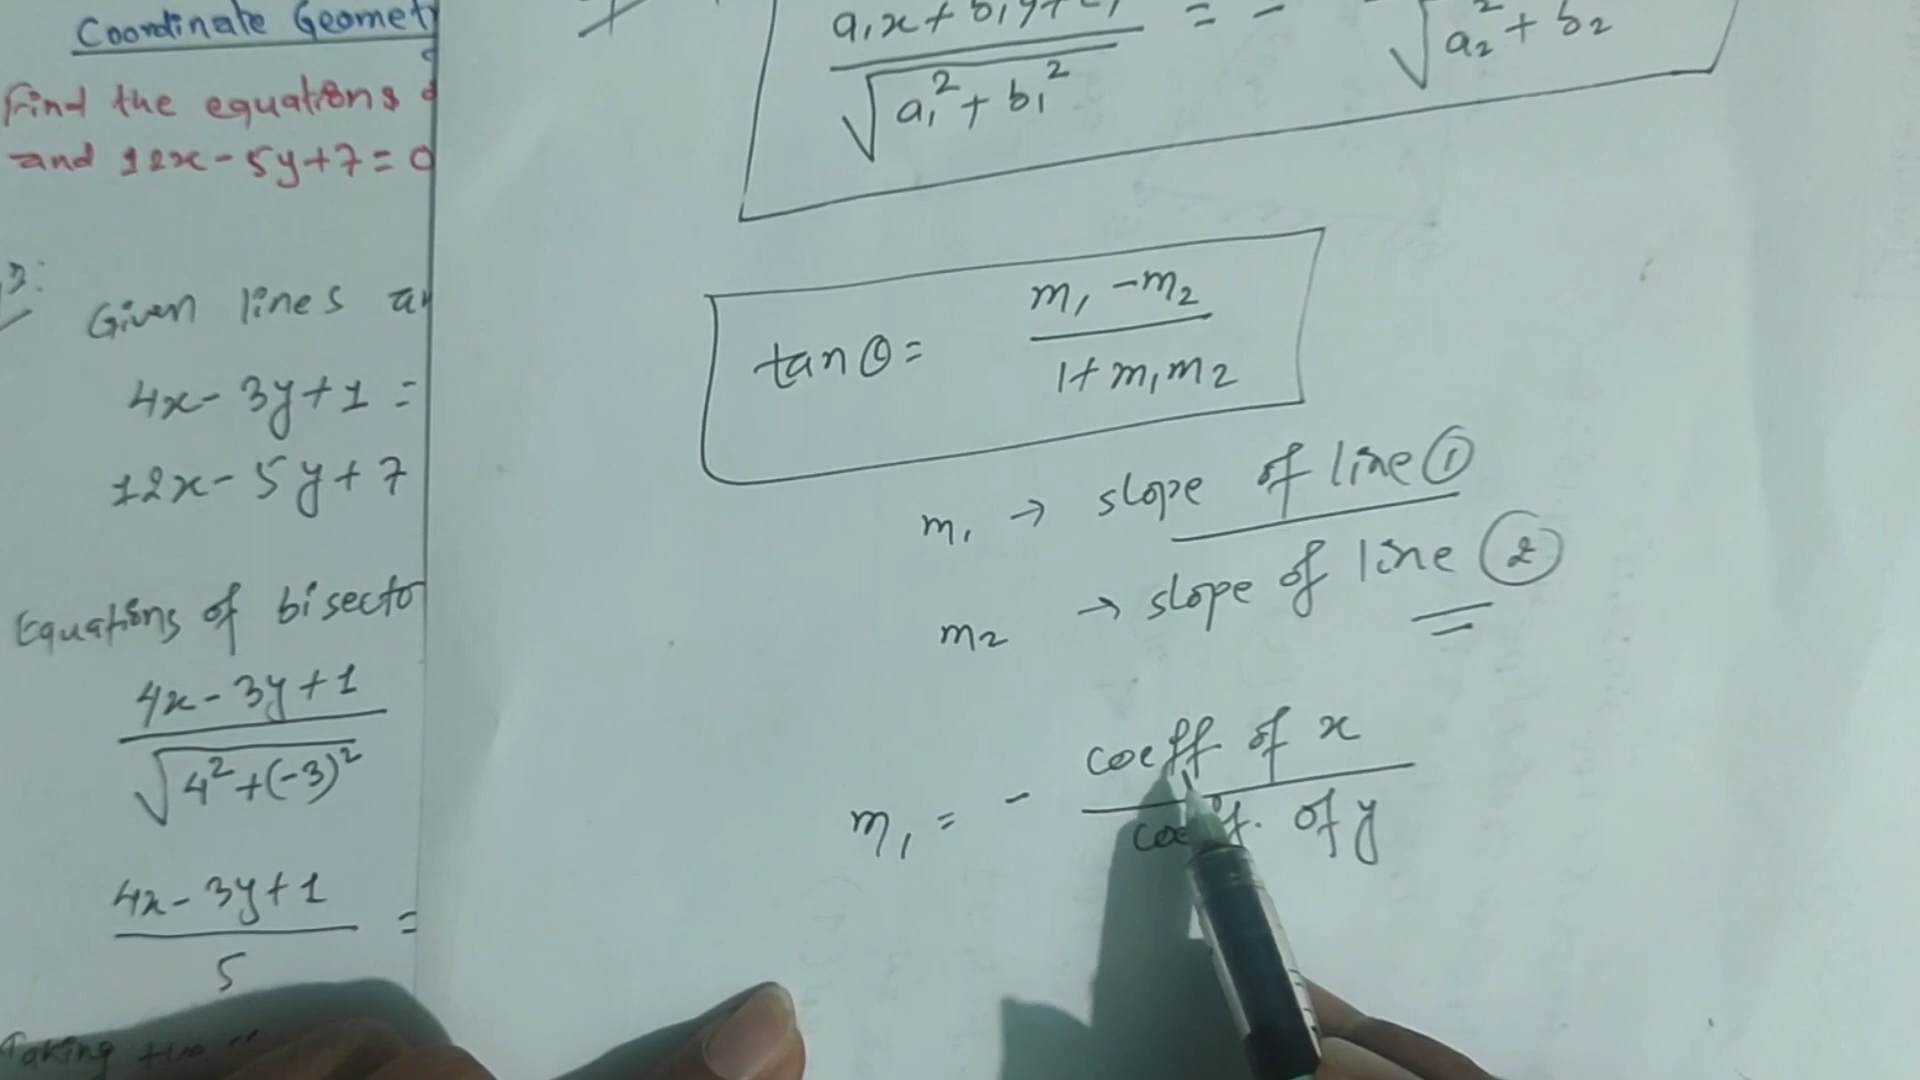 Coordinate Geomet
Find the equations
and 12x-5y+7=0
Given lines a
4x-3y+1 =
12x-5y+7
Equations of bisecto
4x-3y+1
√4²+(-3)²
4x-3y+1 =
5
Taking
a₁x+b₁y+c₁ = -
√a₁²+b₁² √a₂²+b₂
tanθ= m₁-m₂
1+m₁m₂
m₁ → slope of line ①
m₂ → slope of line ②
m₁ = - coeff of x
coeff. of y